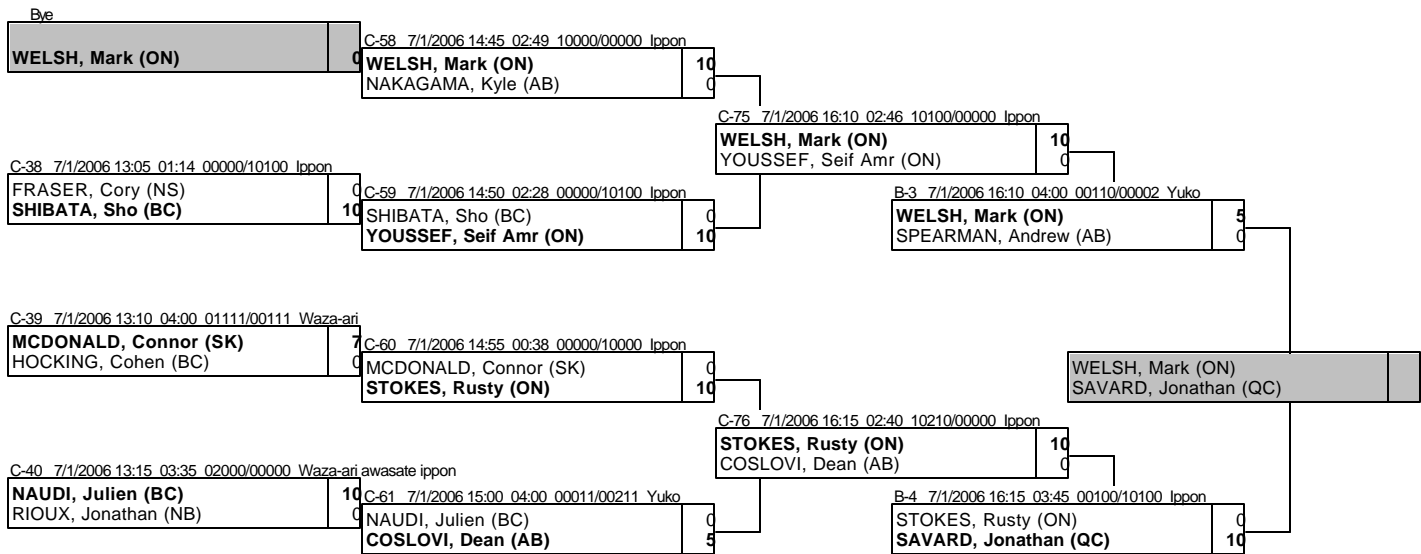 Bye
WELSH, Mark (ON) 0
C-58 7/1/2006 14:45 02:49 10000/00000 Ippon
WELSH, Mark (ON) 10
NAKAGAMA, Kyle (AB) 0
C-75 7/1/2006 16:10 02:46 10100/00000 Ippon
WELSH, Mark (ON) 10
YOUSSEF, Seif Amr (ON) 0
C-38 7/1/2006 13:05 01:14 00000/10100 Ippon
FRASER, Cory (NS) 0
SHIBATA, Sho (BC) 10
C-59 7/1/2006 14:50 02:28 00000/10100 Ippon
SHIBATA, Sho (BC) 0
YOUSSEF, Seif Amr (ON) 10
B-3 7/1/2006 16:10 04:00 00110/00002 Yuko
WELSH, Mark (ON) 5
SPEARMAN, Andrew (AB) 0
C-39 7/1/2006 13:10 04:00 01111/00111 Waza-ari
MCDONALD, Connor (SK) 7
HOCKING, Cohen (BC) 0
C-60 7/1/2006 14:55 00:38 00000/10000 Ippon
MCDONALD, Connor (SK) 0
STOKES, Rusty (ON) 10
WELSH, Mark (ON)
SAVARD, Jonathan (QC)
C-76 7/1/2006 16:15 02:40 10210/00000 Ippon
STOKES, Rusty (ON) 10
COSLOVI, Dean (AB) 0
C-40 7/1/2006 13:15 03:35 02000/00000 Waza-ari awasate ippon
NAUDI, Julien (BC) 10
RIOUX, Jonathan (NB) 0
C-61 7/1/2006 15:00 04:00 00011/00211 Yuko
NAUDI, Julien (BC) 0
COSLOVI, Dean (AB) 5
B-4 7/1/2006 16:15 03:45 00100/10100 Ippon
STOKES, Rusty (ON) 0
SAVARD, Jonathan (QC) 10